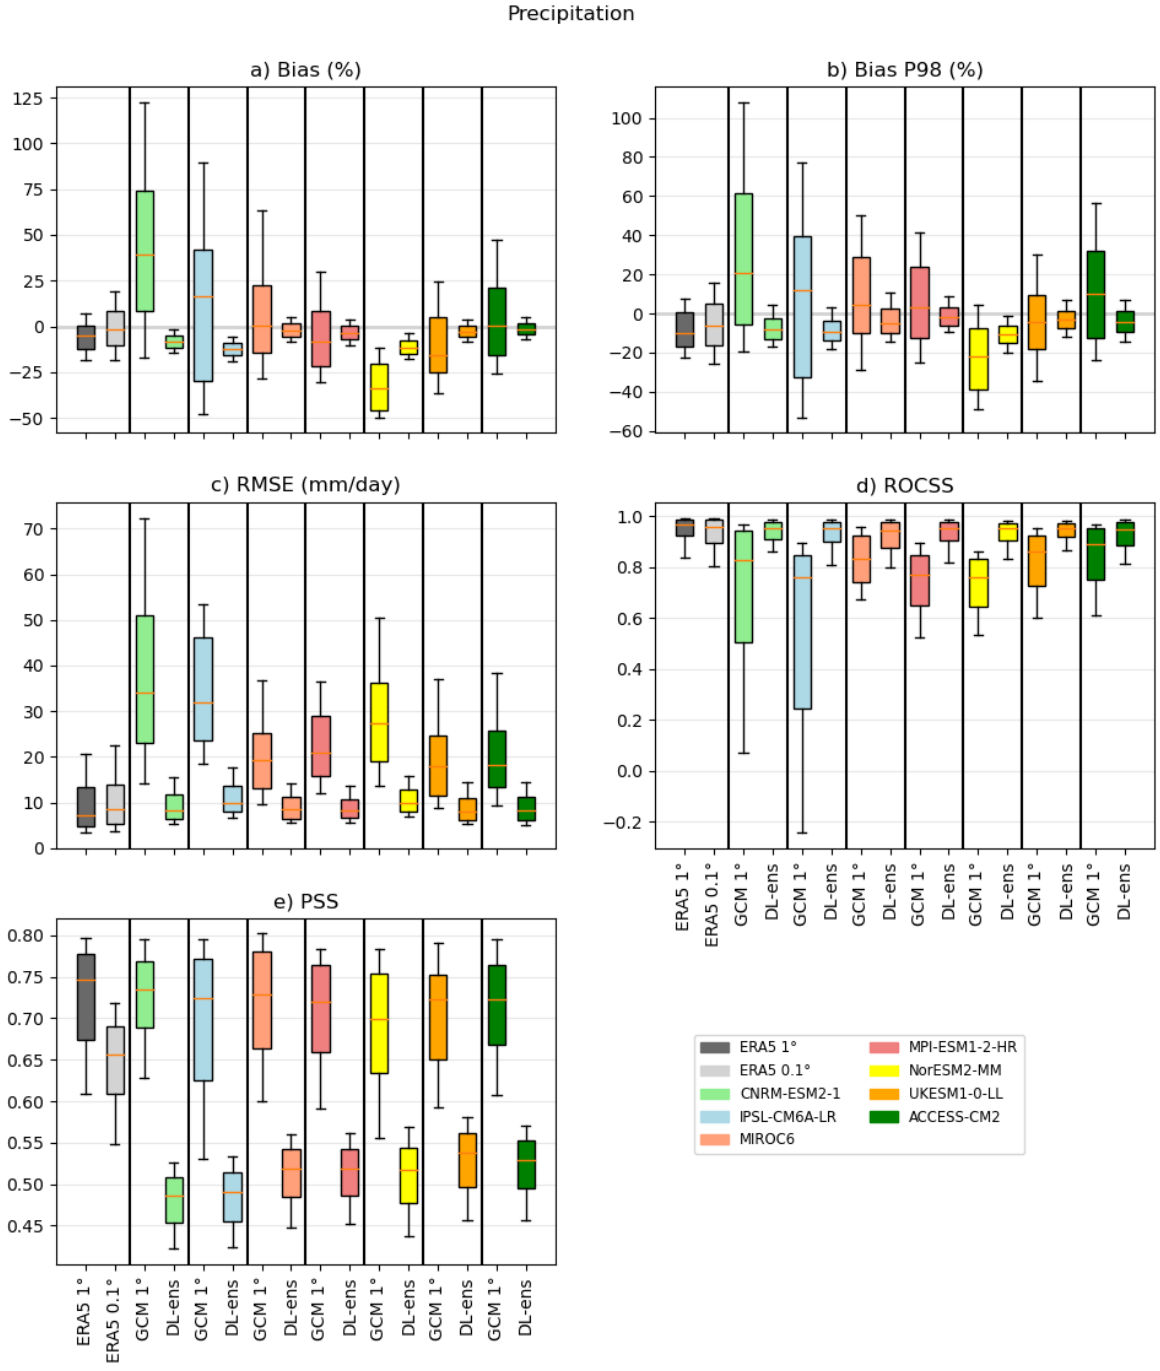 Precipitation
a) Bias (%)
125
100
75
50
25
0
−25
−50
b) Bias P98 (%)
100
80
60
40
20
0
−20
−40
−60
c) RMSE (mm/day)
70
60
50
40
30
20
10
0
d) ROCSS
1.0
0.8
0.6
0.4
0.2
0.0
−0.2
ERA5 1°
ERA5 0.1°
GCM 1°
DL-ens
GCM 1°
DL-ens
GCM 1°
DL-ens
GCM 1°
DL-ens
GCM 1°
DL-ens
GCM 1°
DL-ens
GCM 1°
DL-ens
e) PSS
0.80
0.75
0.70
0.65
0.60
0.55
0.50
0.45
ERA5 1°
ERA5 0.1°
GCM 1°
DL-ens
GCM 1°
DL-ens
GCM 1°
DL-ens
GCM 1°
DL-ens
GCM 1°
DL-ens
GCM 1°
DL-ens
GCM 1°
DL-ens
ERA5 1°
ERA5 0.1°
CNRM-ESM2-1
IPSL-CM6A-LR
MIROC6
MPI-ESM1-2-HR
NorESM2-MM
UKESM1-0-LL
ACCESS-CM2